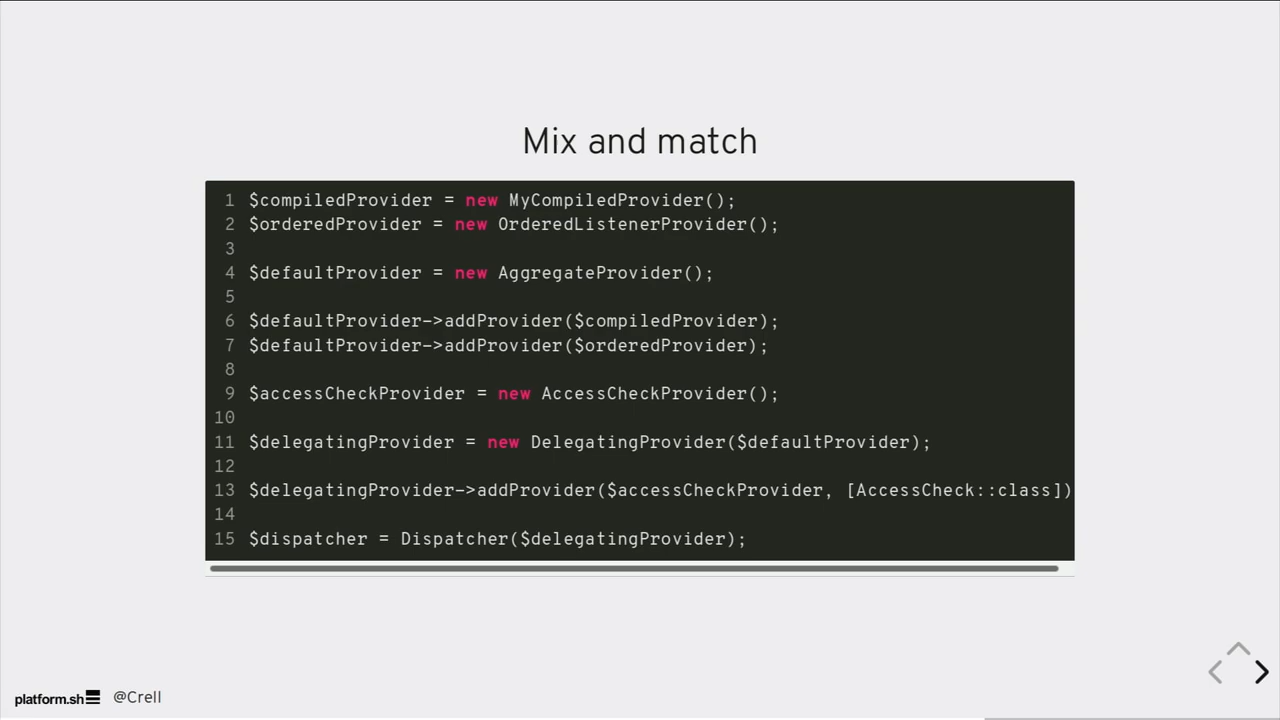 Mix and match
1 $compiledProvider = new MyCompiledProvider();
2 $orderedProvider = new OrderedListenerProvider();
3
4 $defaultProvider = new AggregateProvider();
5
6 $defaultProvider->addProvider($compiledProvider);
7 $defaultProvider->addProvider($orderedProvider);
8
9 $accessCheckProvider = new AccessCheckProvider();
10
11 $delegatingProvider = new DelegatingProvider($defaultProvider);
12
13 $delegatingProvider->addProvider($accessCheckProvider, [AccessCheck::class])
14
15 $dispatcher = Dispatcher($delegatingProvider);
platform.sh @Crell